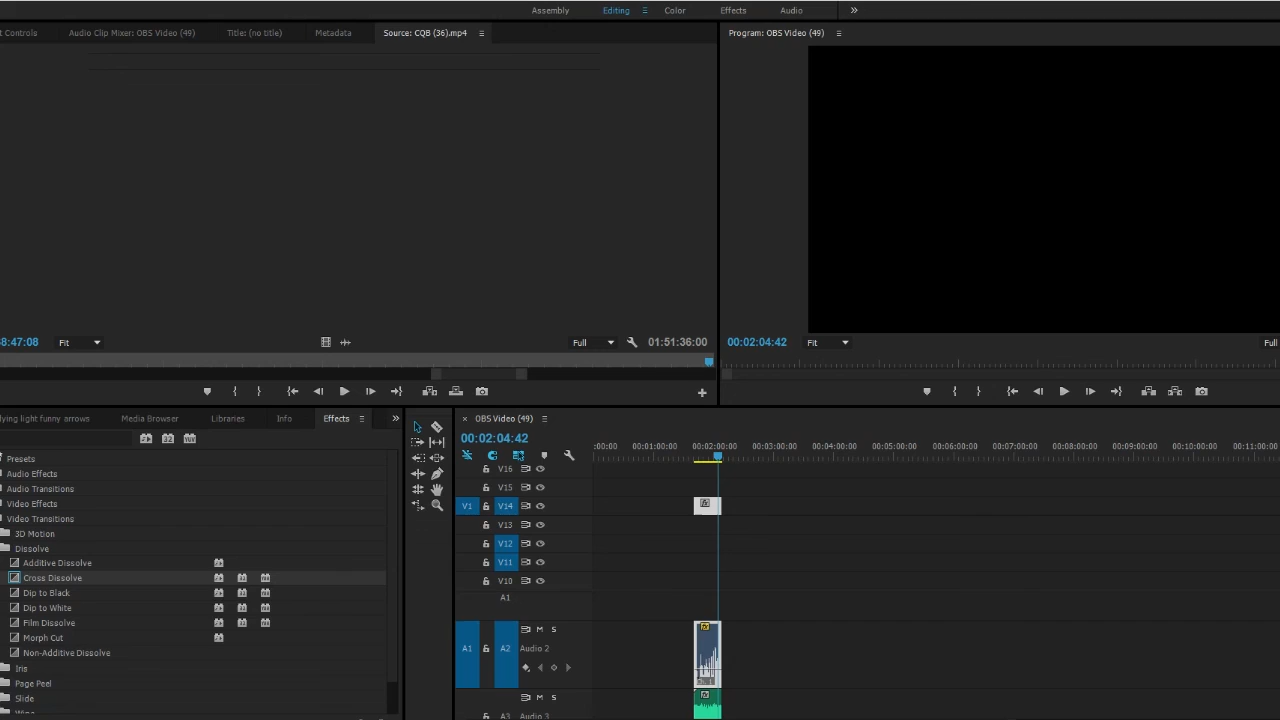 Assembly Editing Color Effects Audio
t Controls Audio Clip Mixer: OBS Video (49) Title: (no title) Metadata Source: CQB (36).mp4 Program: OBS Video (49)
8:47:08 Fit Full 01:51:36:00 00:02:04:42 Fit Full
lying light funny arrows Media Browser Libraries Info Effects OBS Video (49)
00:02:04:42
:00:00 00:01:00:00 00:02:00:00 00:03:00:00 00:04:00:00 00:05:00:00 00:06:00:00 00:07:00:00 00:08:00:00 00:09:00:00 00:10:00:00 00:11:00:00
Presets
Audio Effects
Audio Transitions
Video Effects
Video Transitions
3D Motion
Dissolve
Additive Dissolve
Cross Dissolve
Dip to Black
Dip to White
Film Dissolve
Morph Cut
Non-Additive Dissolve
Iris
Page Peel
Slide
Wipe
V16
V15
V1 V14
V13
V12
V11
V10
A1
M S
A1 A2 Audio 2
M S
A3 Audio 3